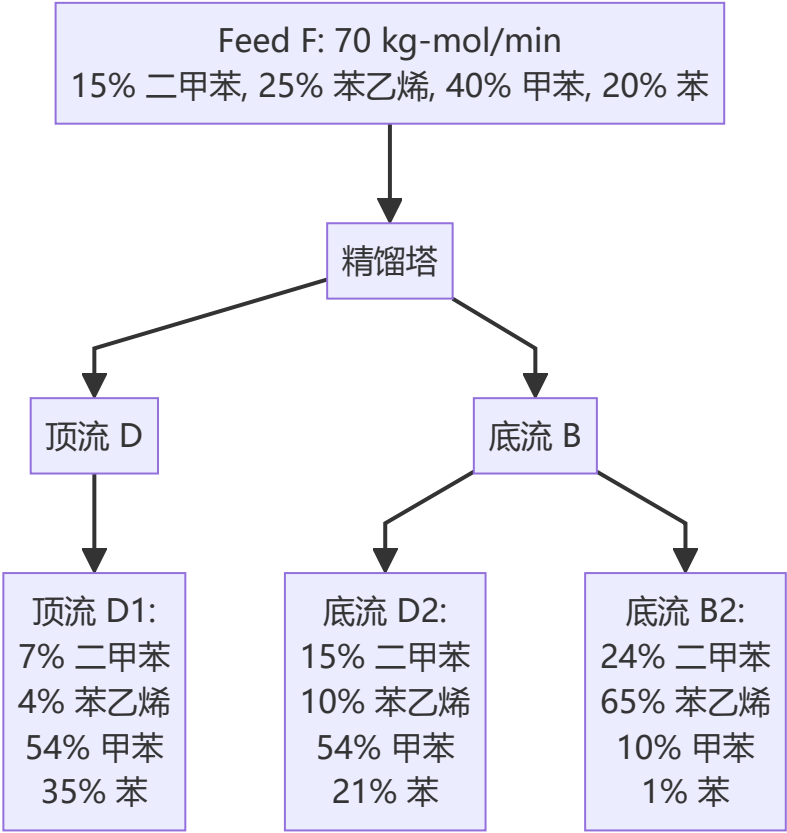 Feed F: 70 kg-mol/min
15% 二甲苯, 25% 苯乙烯, 40% 甲苯, 20% 苯
精馏塔
顶流 D
底流 B
顶流 D1:
7% 二甲苯
4% 苯乙烯
54% 甲苯
35% 苯
底流 D2:
15% 二甲苯
10% 苯乙烯
54% 甲苯
21% 苯
底流 B2:
24% 二甲苯
65% 苯乙烯
10% 甲苯
1% 苯